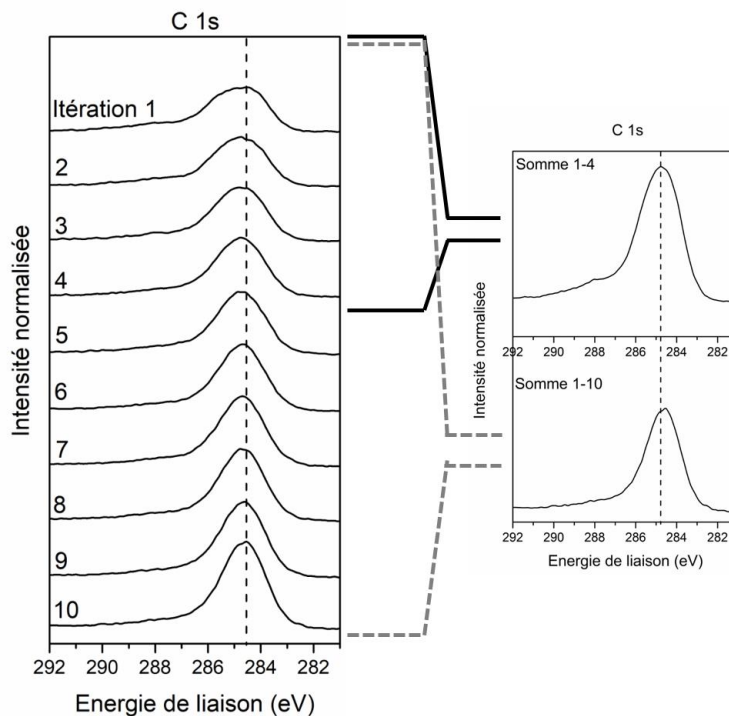 C 1s
Itération 1
2
3
4
5
6
7
8
9
10
Intensité normalisée
292 290 288 286 284 282
Energie de liaison (eV)
C 1s
Somme 1-4
292 290 288 286 284 282
Intensité normalisée
Somme 1-10
292 290 288 286 284 282
Energie de liaison (eV)